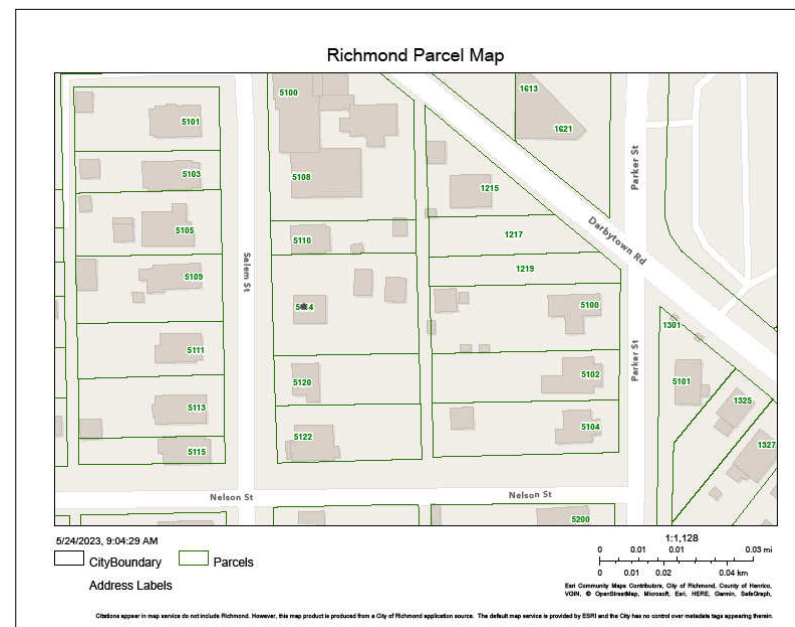 Richmond Parcel Map
5100
1613
5101
1621
5103
5108
1215
Parker St
5105
5110
1217
Darbytown Rd
Salem St
1219
5109
5100
1301
5111
Parker St
5120
5102
5101
5113
1325
5122
5104
5115
1327
Nelson St
Nelson St
5200
5/24/2023, 9:04:29 AM
1:1,128
CityBoundary
Parcels
Address Labels
0 0.01 0.01 0.03 mi
0 0.01 0.02 0.04 km
Esri Community Maps Contributors, City of Richmond, County of Henrico,
VGIN, © OpenStreetMap, Microsoft, Esri, HERE, Garmin, SafeGraph,
Citations appear in map service do not include Richmond. However, this map product is produced from a City of Richmond application source. The default map service is provided by ESRI and the City has no control over metadata tags appearing therein.